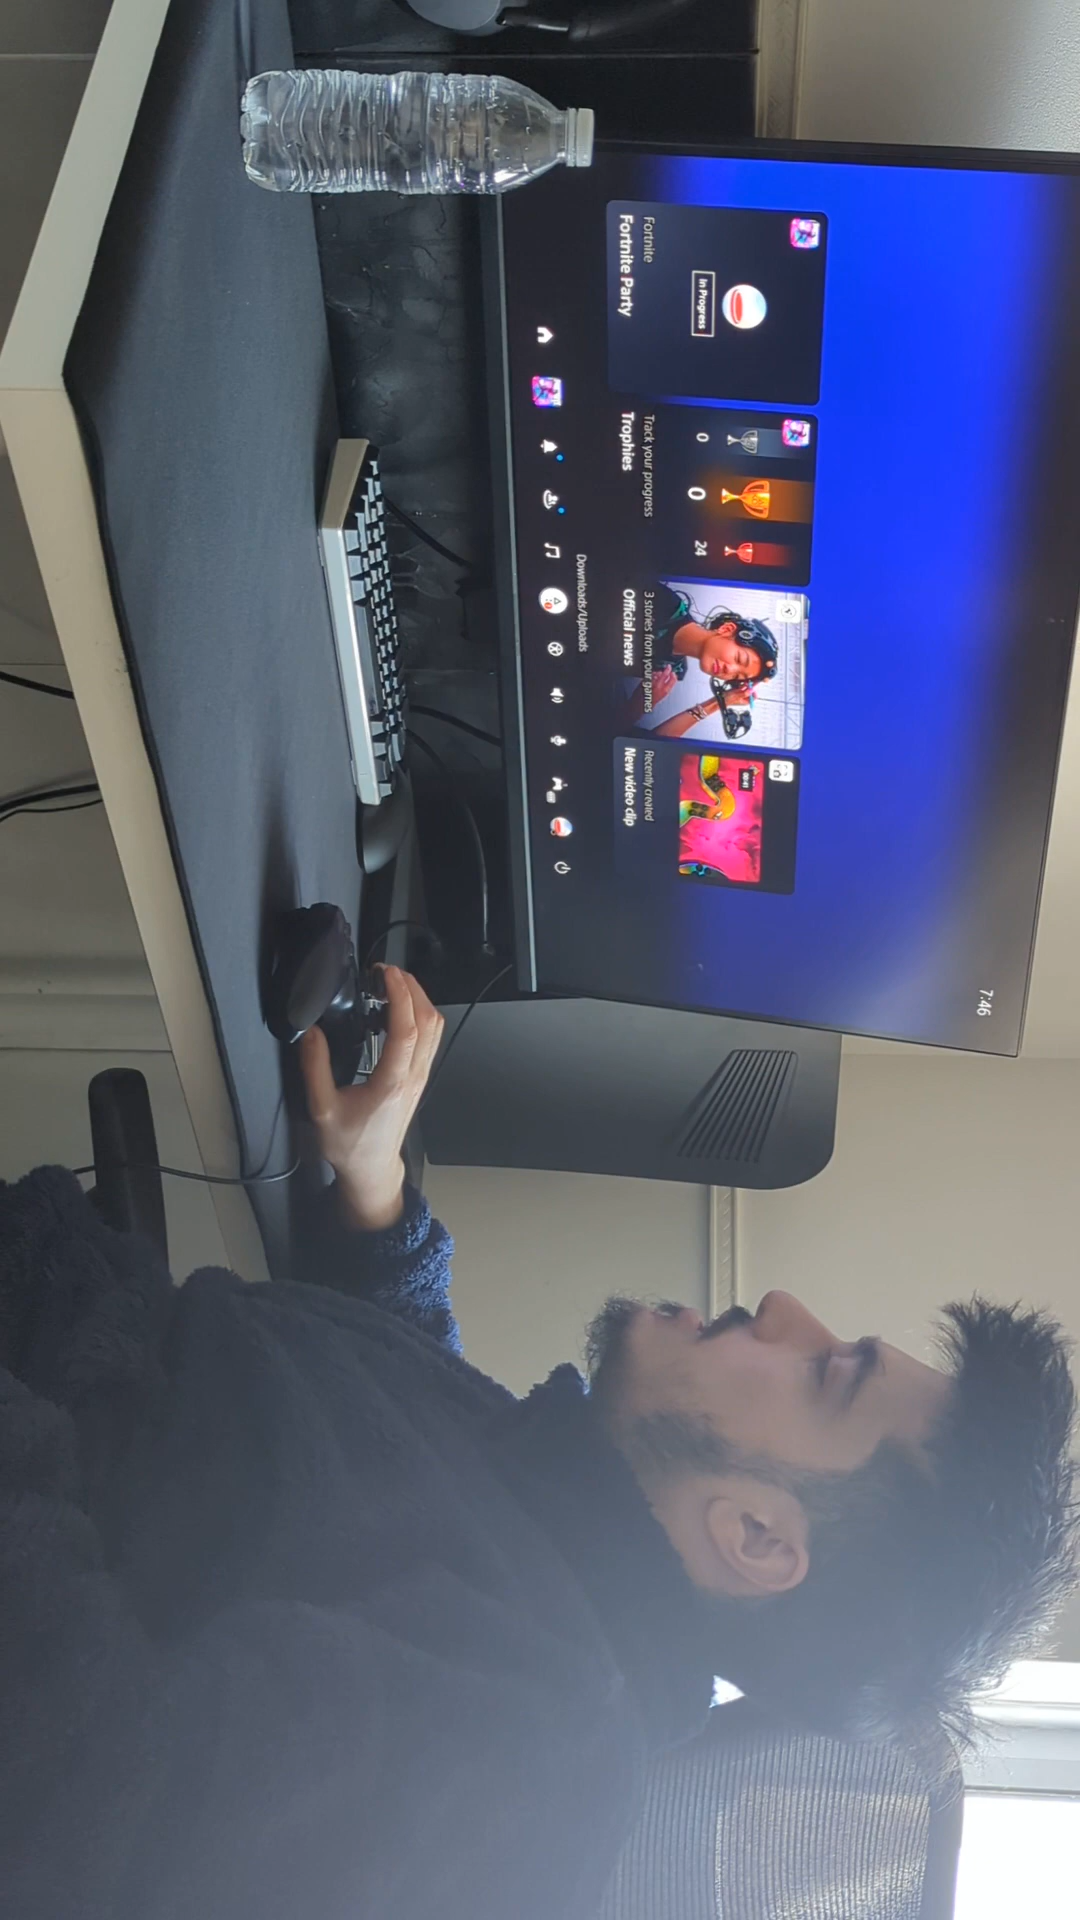 7:46
In Progress
Fortnite
Fortnite Party
0
0
24
Track your progress
Trophies
3 stories from your games
Official news
Recently created
New video clip
Downloads/Uploads